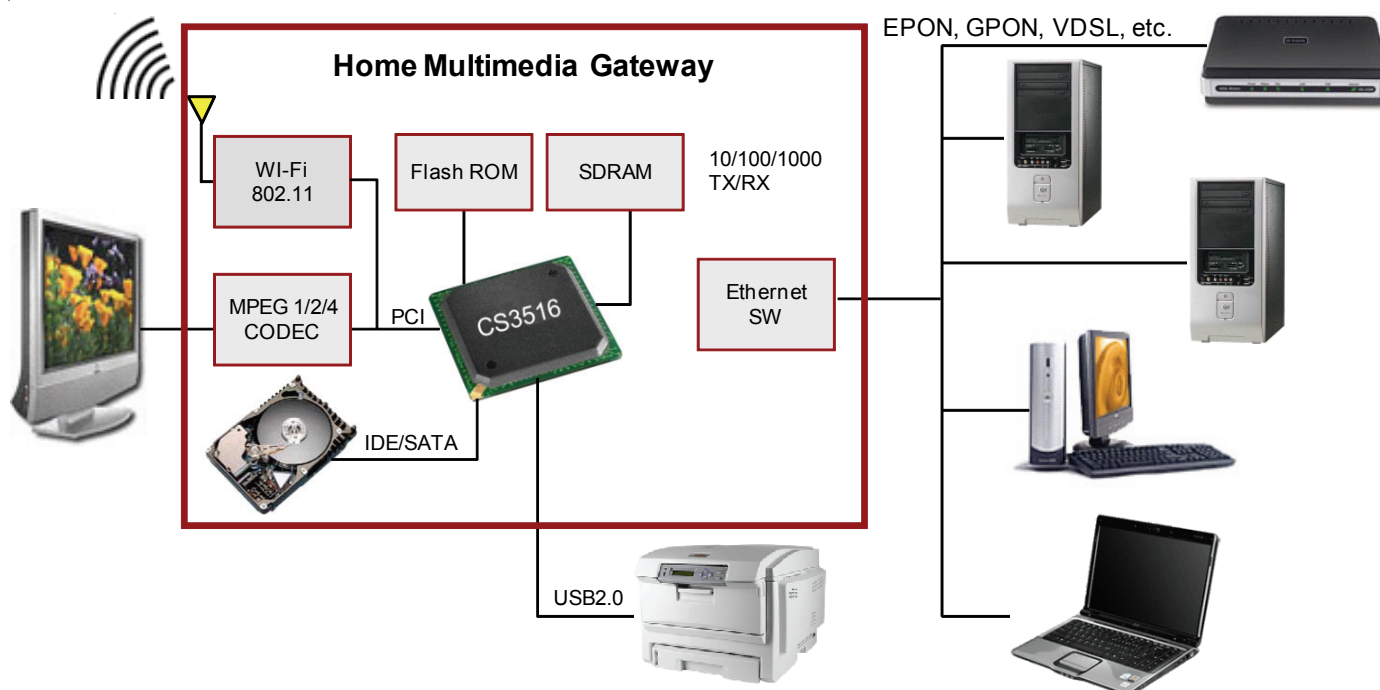 EPON, GPON, VDSL, etc.
Home Multimedia Gateway
WI-Fi
802.11
Flash ROM
SDRAM
10/100/1000
TX/RX
MPEG 1/2/4
CODEC
PCI
CS3516
Ethernet
SW
IDE/SATA
USB2.0